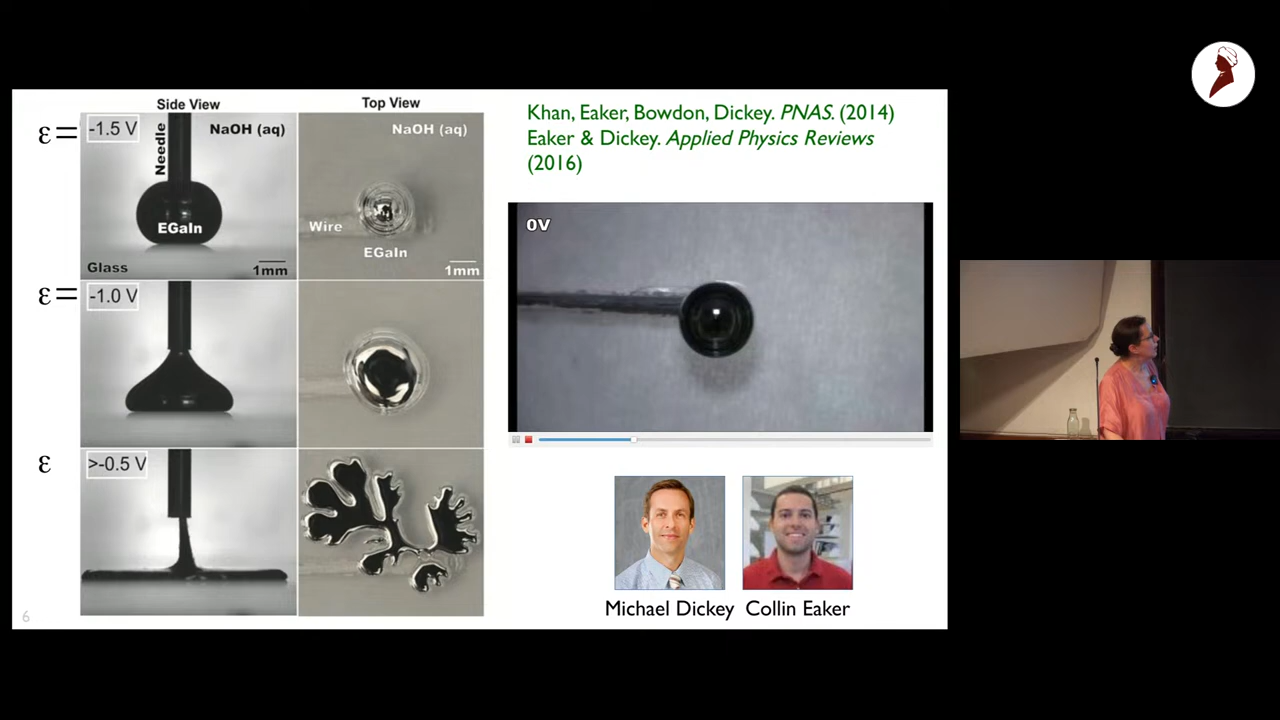 Side View
Top View
ε = -1.5 V
Needle
NaOH (aq)
EGaIn
Glass
1mm
NaOH (aq)
Wire
EGaIn
1mm
ε = -1.0 V
ε >-0.5 V
Khan, Eaker, Bowdon, Dickey. PNAS. (2014)
Eaker & Dickey. Applied Physics Reviews
(2016)
0V
Michael Dickey
Collin Eaker
6